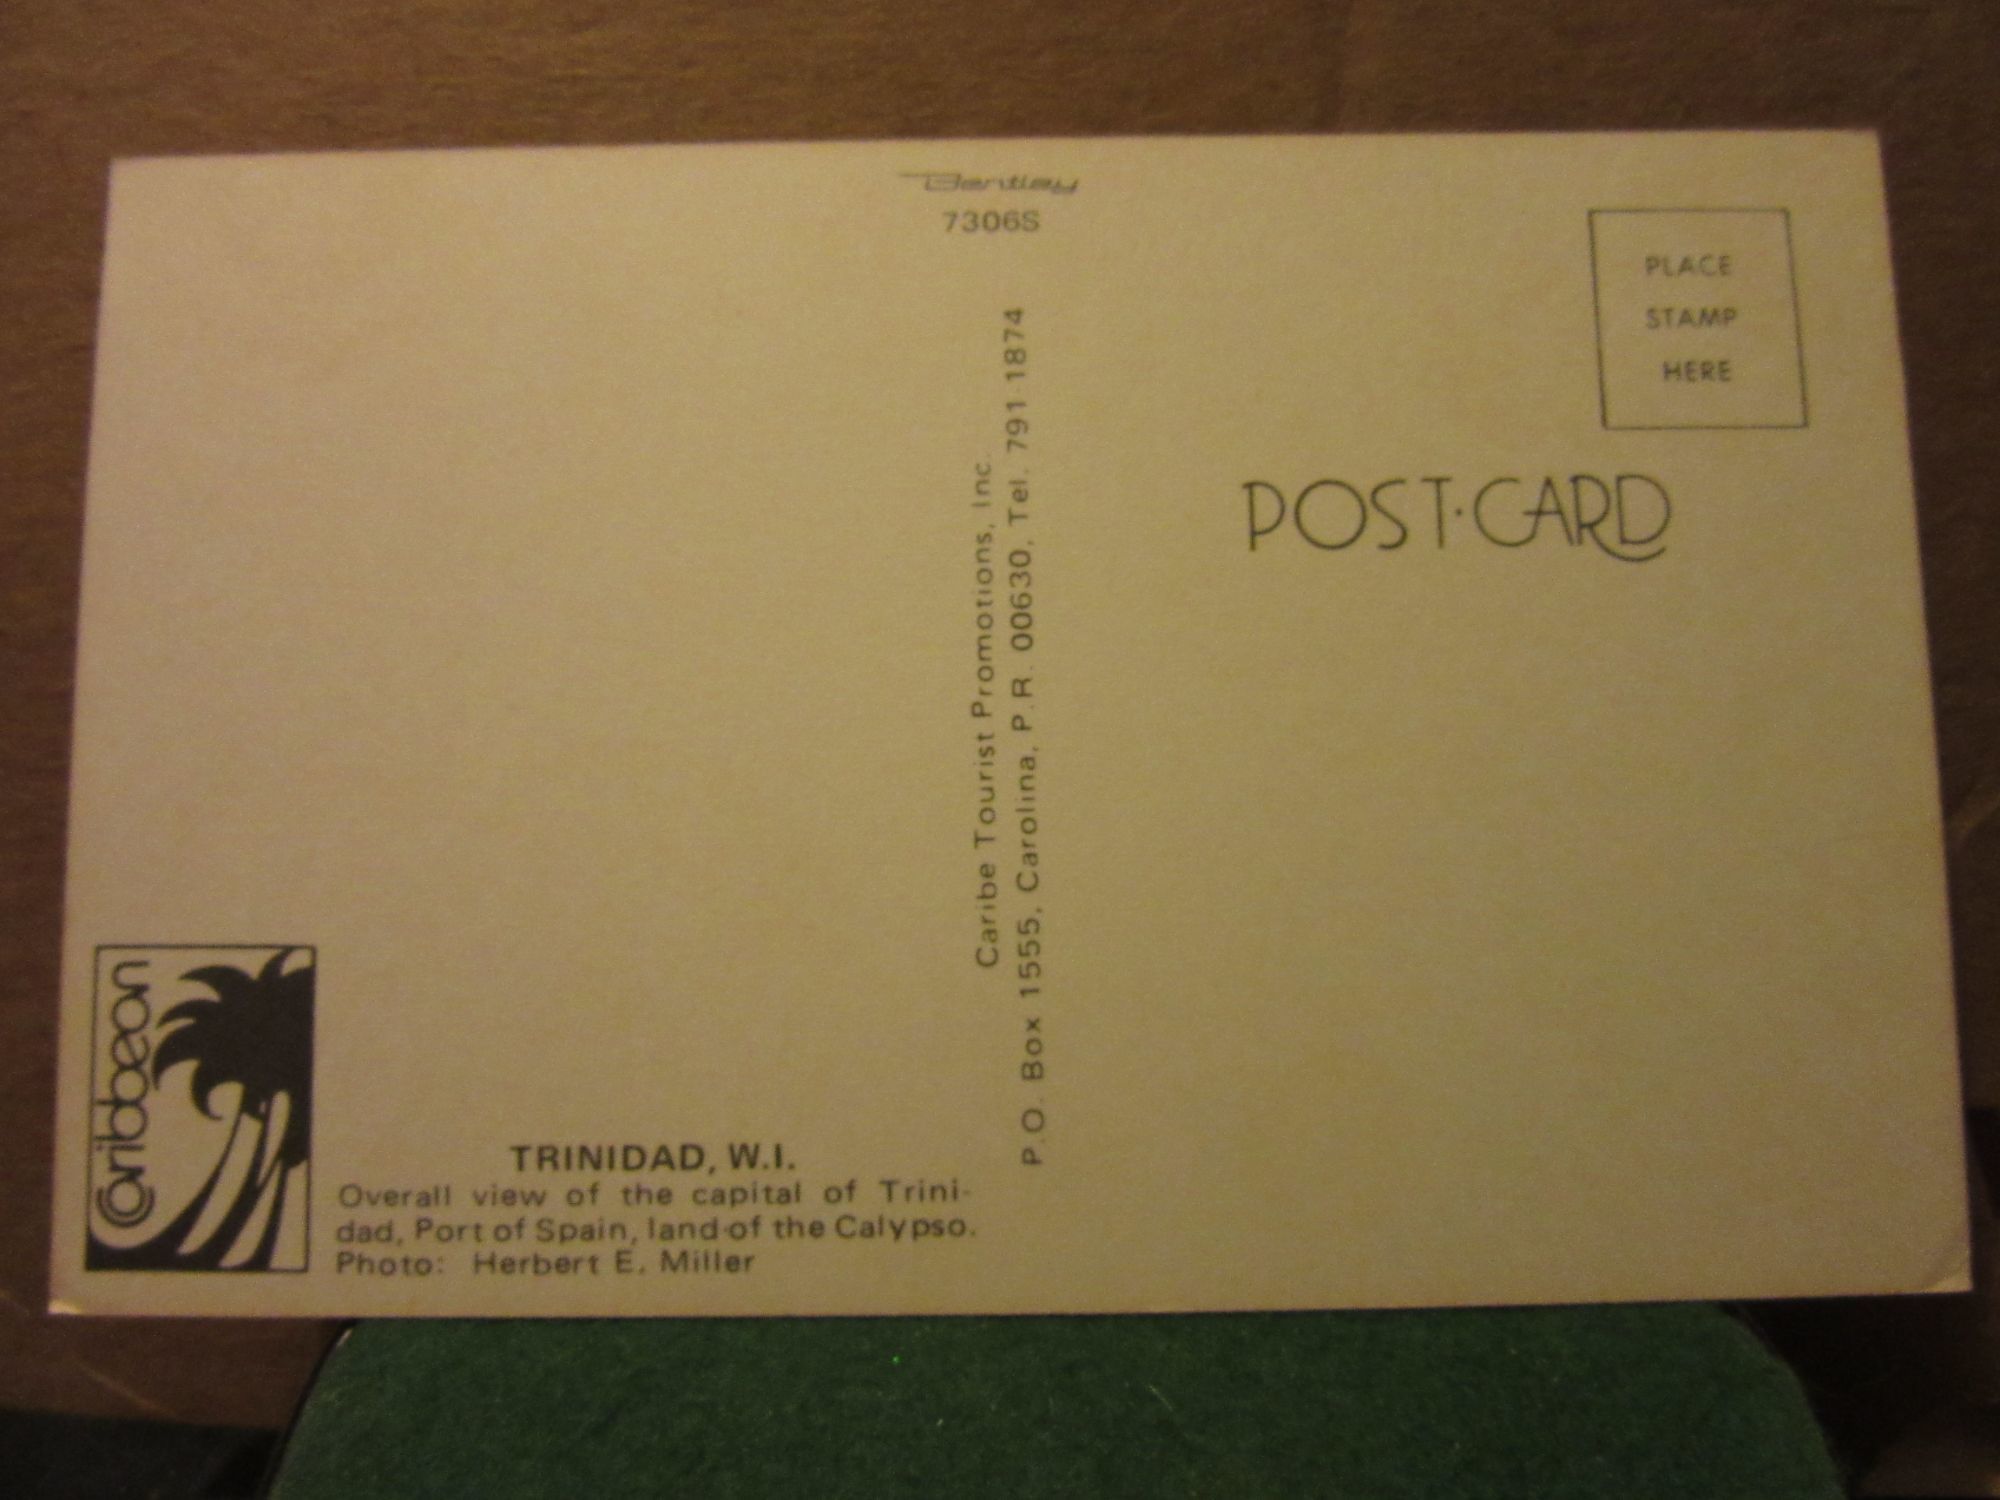 Bentley
7306S
PLACE
STAMP
HERE
POST·CARD
Caribe Tourist Promotions, Inc.
P.O. Box 1555, Carolina, P.R. 00630, Tel. 791-1874
Caribbean
TRINIDAD, W.I.
Overall view of the capital of Trini-
dad, Port of Spain, land of the Calypso.
Photo: Herbert E. Miller